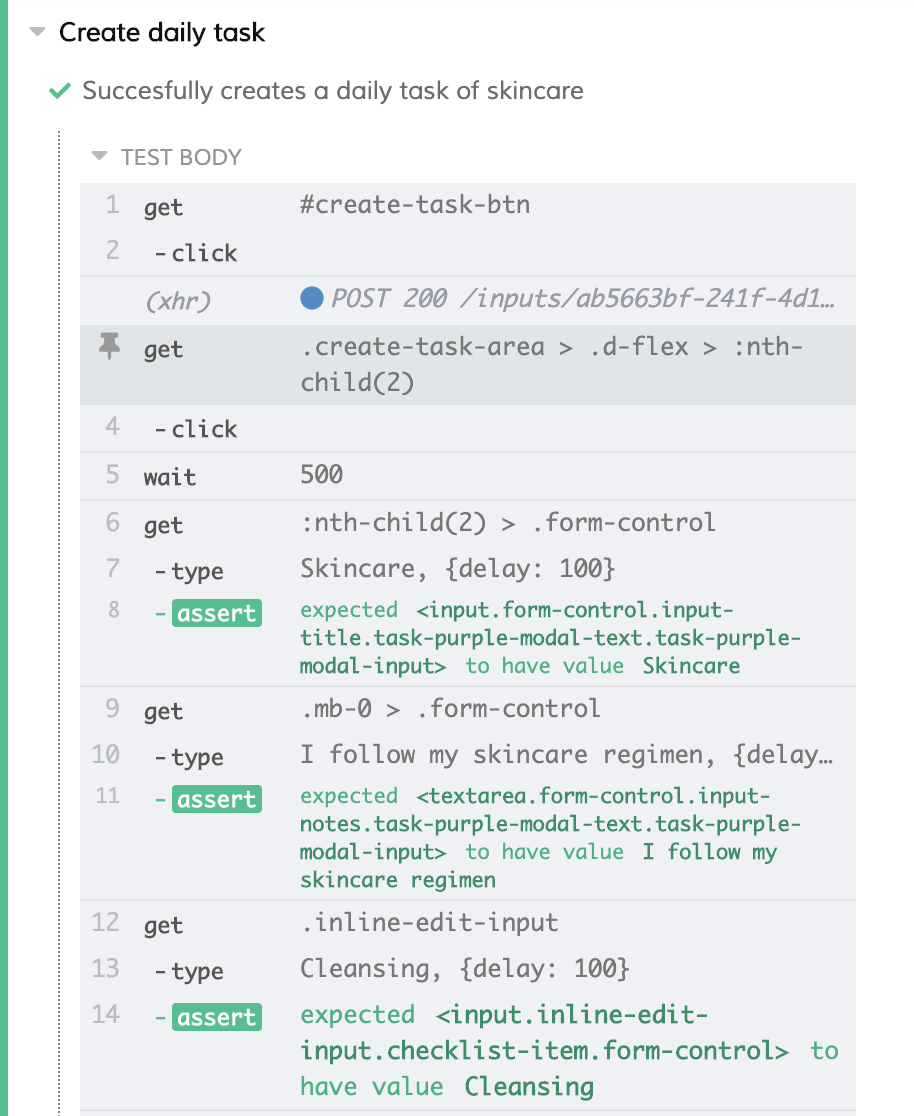 Create daily task
Succesfully creates a daily task of skincare
TEST BODY
1 get #create-task-btn
2 -click
(xhr) POST 200 /inputs/ab5663bf-241f-4d1…
get .create-task-area > .d-flex > :nth-
child(2)
4 -click
5 wait 500
6 get :nth-child(2) > .form-control
7 -type Skincare, {delay: 100}
8 -assert expected <input.form-control.input-
title.task-purple-modal-text.task-purple-
modal-input> to have value Skincare
9 get .mb-0 > .form-control
10 -type I follow my skincare regimen, {delay…
11 -assert expected <textarea.form-control.input-
notes.task-purple-modal-text.task-purple-
modal-input> to have value I follow my
skincare regimen
12 get .inline-edit-input
13 -type Cleansing, {delay: 100}
14 -assert expected <input.inline-edit-
input.checklist-item.form-control> to
have value Cleansing